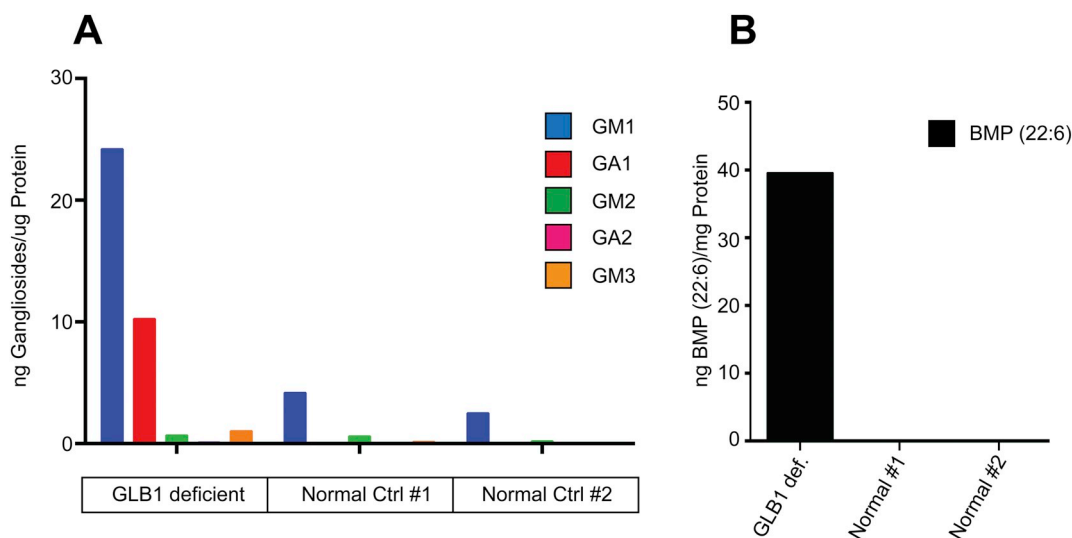 A
ng Gangliosides/ug Protein
30
20
10
0
GM1
GA1
GM2
GA2
GM3
GLB1 deficient
Normal Ctrl #1
Normal Ctrl #2
B
ng BMP (22:6)/mg Protein
50
40
30
20
10
0
BMP (22:6)
GLB1 def.
Normal #1
Normal #2